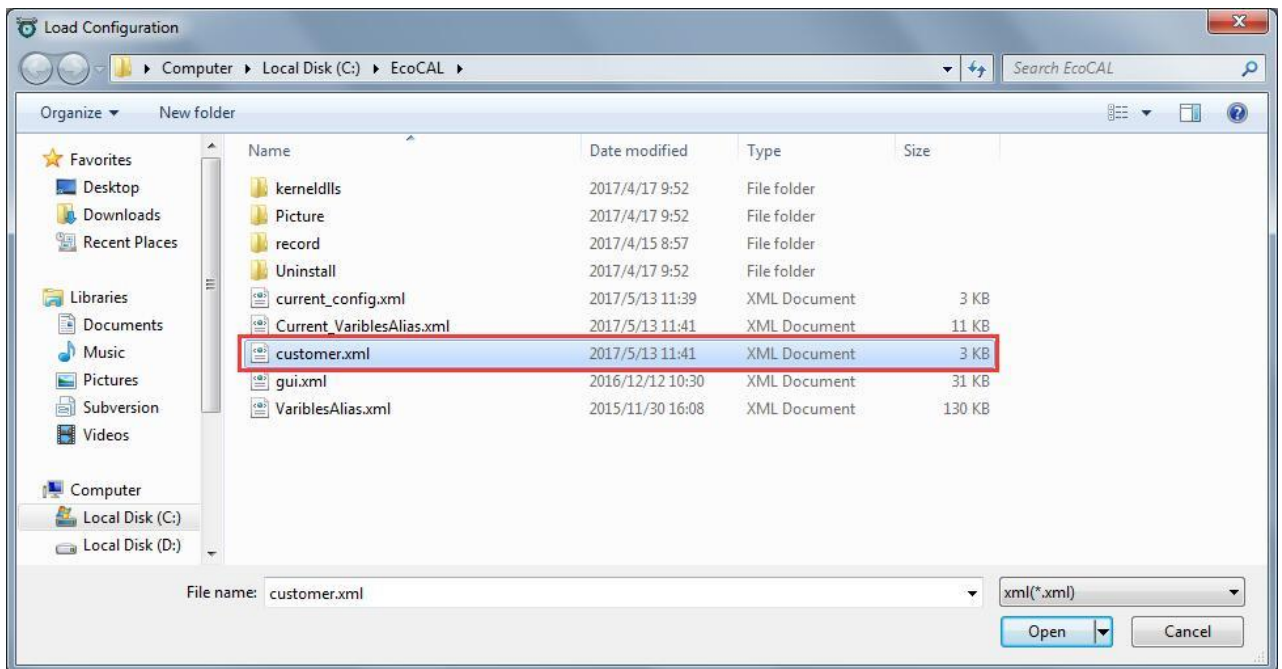 Load Configuration
Computer Local Disk (C:) EcoCAL Search EcoCAL
Organize New folder
Favorites
Desktop
Downloads
Recent Places
Libraries
Documents
Music
Pictures
Subversion
Videos
Computer
Local Disk (C:)
Local Disk (D:)
Name Date modified Type Size
kerneldlls 2017/4/17 9:52 File folder
Picture 2017/4/17 9:52 File folder
record 2017/4/15 8:57 File folder
Uninstall 2017/4/17 9:52 File folder
current_config.xml 2017/5/13 11:39 XML Document 3 KB
Current_VariblesAlias.xml 2017/5/13 11:41 XML Document 11 KB
customer.xml 2017/5/13 11:41 XML Document 3 KB
gui.xml 2016/12/12 10:30 XML Document 31 KB
VariblesAlias.xml 2015/11/30 16:08 XML Document 130 KB
File name: customer.xml xml(*.xml)
Open Cancel